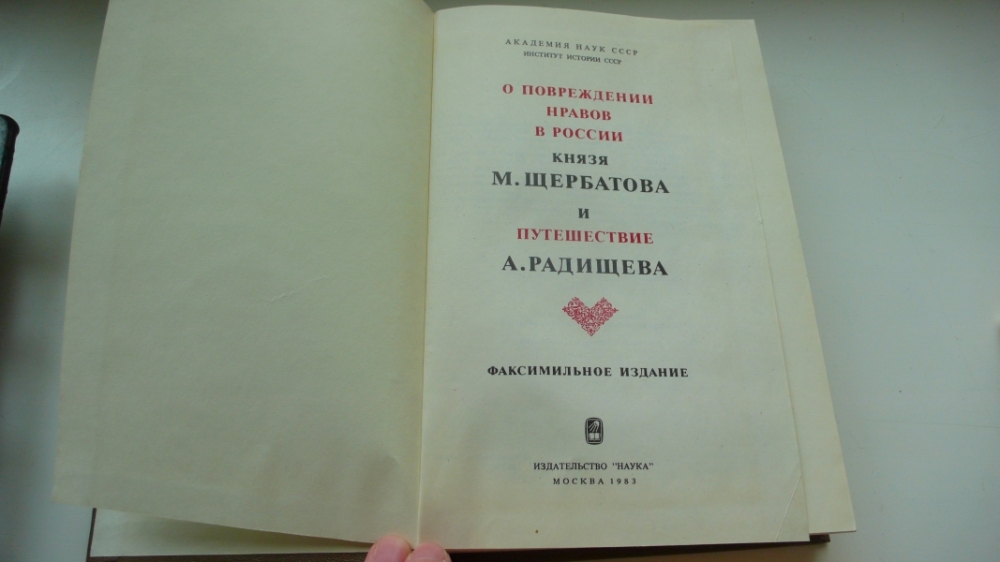 АКАДЕМИЯ НАУК СССР
ИНСТИТУТ ИСТОРИИ СССР
О ПОВРЕЖДЕНИИ
НРАВОВ
В РОССИИ
КНЯЗЯ
М. ЩЕРБАТОВА
И
ПУТЕШЕСТВИЕ
А. РАДИЩЕВА
ФАКСИМИЛЬНОЕ ИЗДАНИЕ
ИЗДАТЕЛЬСТВО "НАУКА"
МОСКВА 1983